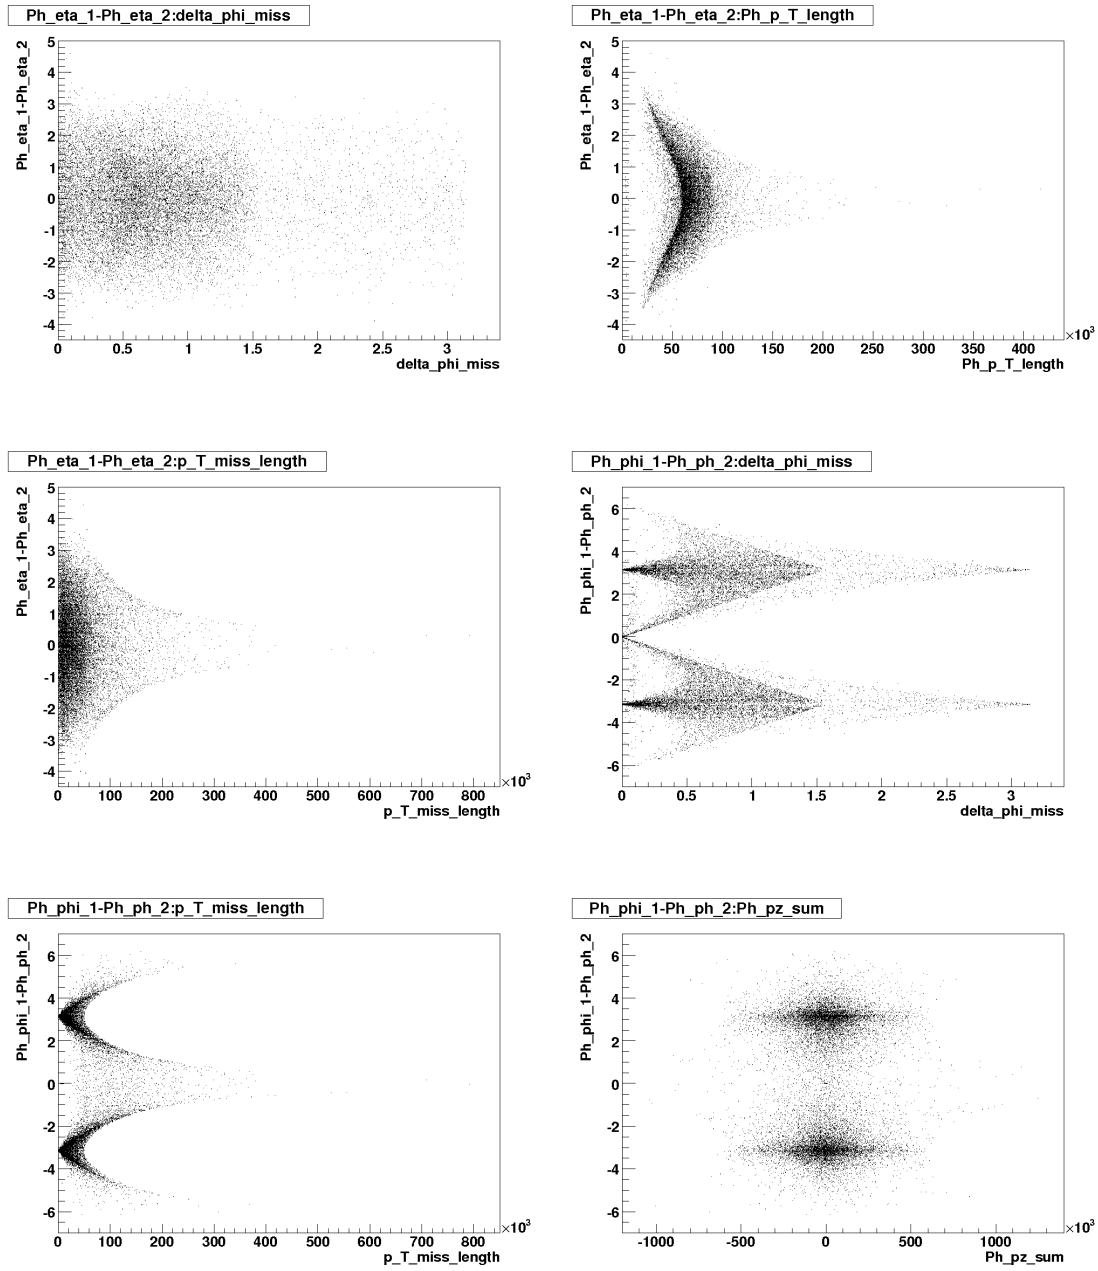 Ph_eta_1-Ph_eta_2:delta_phi_miss
Ph_eta_1-Ph_eta_2
5
4
3
2
1
0
-1
-2
-3
-4
0 0.5 1 1.5 2 2.5 3
delta_phi_miss
Ph_eta_1-Ph_eta_2:Ph_p_T_length
Ph_eta_1-Ph_eta_2
5
4
3
2
1
0
-1
-2
-3
-4
0 50 100 150 200 250 300 350 400
×10³
Ph_p_T_length
Ph_eta_1-Ph_eta_2:p_T_miss_length
Ph_eta_1-Ph_eta_2
5
4
3
2
1
0
-1
-2
-3
-4
0 100 200 300 400 500 600 700 800
×10³
p_T_miss_length
Ph_phi_1-Ph_ph_2:delta_phi_miss
Ph_phi_1-Ph_ph_2
6
4
2
0
-2
-4
-6
0 0.5 1 1.5 2 2.5 3
delta_phi_miss
Ph_phi_1-Ph_ph_2:p_T_miss_length
Ph_phi_1-Ph_ph_2
6
4
2
0
-2
-4
-6
0 100 200 300 400 500 600 700 800
×10³
p_T_miss_length
Ph_phi_1-Ph_ph_2:Ph_pz_sum
Ph_phi_1-Ph_ph_2
6
4
2
0
-2
-4
-6
-1000 -500 0 500 1000
×10³
Ph_pz_sum